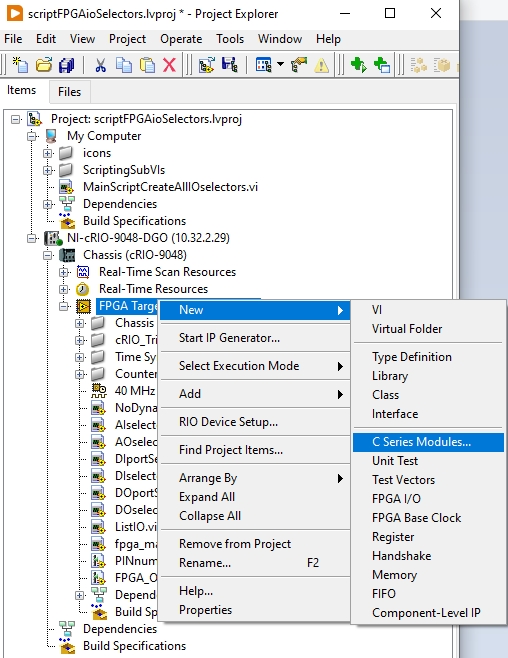 scriptFPGAioSelectors.lvproj * - Project Explorer
File Edit View Project Operate Tools Window Help
Items Files
Project: scriptFPGAioSelectors.lvproj
My Computer
icons
ScriptingSubVIs
MainScriptCreateAllIOselectors.vi
Dependencies
Build Specifications
NI-cRIO-9048-DGO (10.32.2.29)
Chassis (cRIO-9048)
Real-Time Scan Resources
Real-Time Resources
FPGA Targe
Chassis
cRIO_Tri
Time Sy
Counter
40 MHz
NoDyna
AIselect
AOselec
DIportSe
DIselect
DOport
DOselec
ListIO.vi
fpga_ma
PINnum
FPGA_O
Depend
Build Sp
Dependencies
Build Specifications
New
Start IP Generator...
Select Execution Mode
Add
RIO Device Setup...
Find Project Items...
Arrange By
Expand All
Collapse All
Remove from Project
Rename... F2
Help...
Properties
VI
Virtual Folder
Type Definition
Library
Class
Interface
C Series Modules...
Unit Test
Test Vectors
FPGA I/O
FPGA Base Clock
Register
Handshake
Memory
FIFO
Component-Level IP